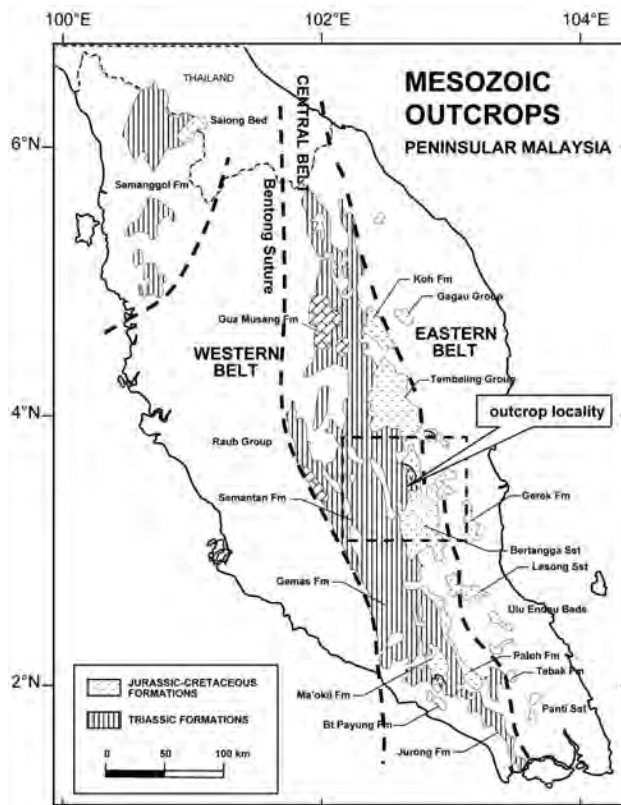 100°E
102°E
104°E
THAILAND
MESOZOIC
OUTCROPS
PENINSULAR MALAYSIA
CENTRAL BELT
Saiong Bed
6°N
Samanggol Fm
Bentong Suture
Koh Fm
Gagau Group
Gua Musang Fm
EASTERN
BELT
WESTERN
BELT
Tembeling Group
4°N
outcrop locality
Raub Group
Semantan Fm
Gerek Fm
Bertangga Sst
Lesong Sst
Gemas Fm
Ulu Endau Beds
Paloh Fm
Tebak Fm
2°N
Ma'okil Fm
Panti Sst
Bt Payung Fm
Jurong Fm
JURASSIC-CRETACEOUS
FORMATIONS
TRIASSIC FORMATIONS
0 50 100 km